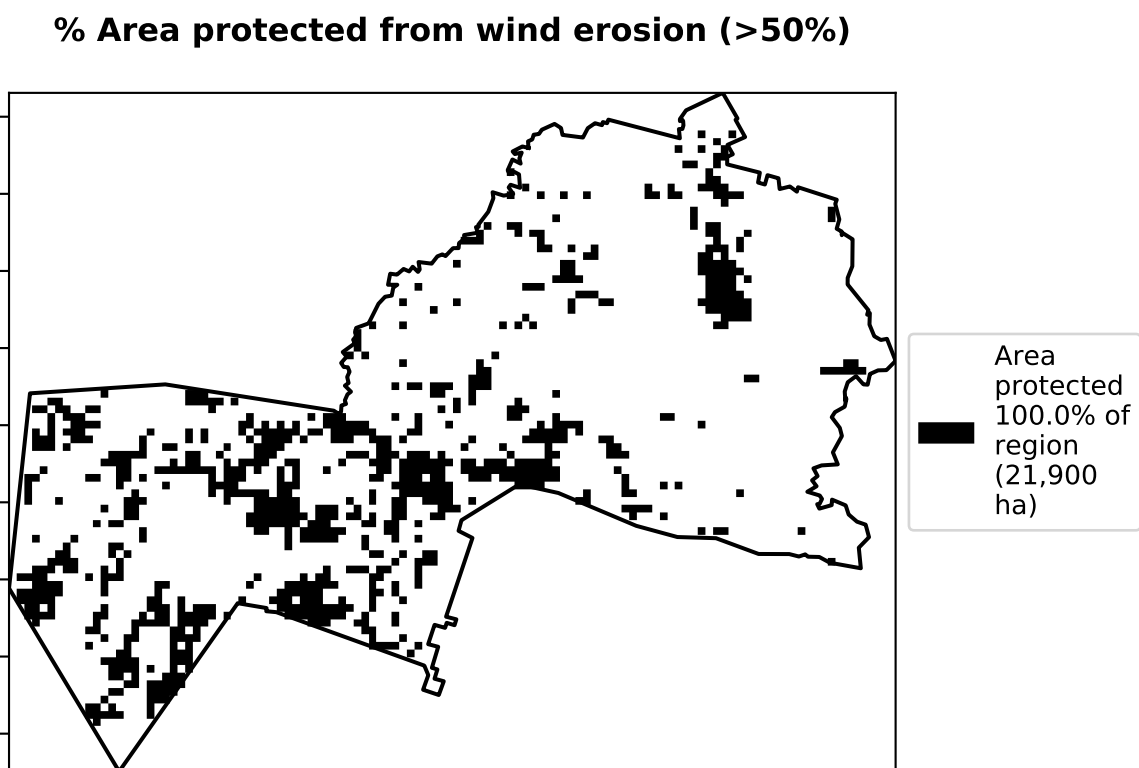 % Area protected from wind erosion (>50%)
Area
protected
100.0% of
region
(21,900
ha)